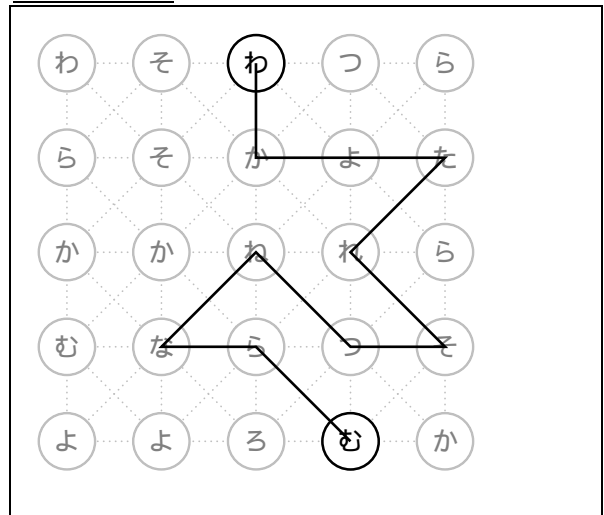 わ そ わ つ ら
ら そ か よ た
か か ね れ ら
む な ら つ そ
よ よ ろ む か